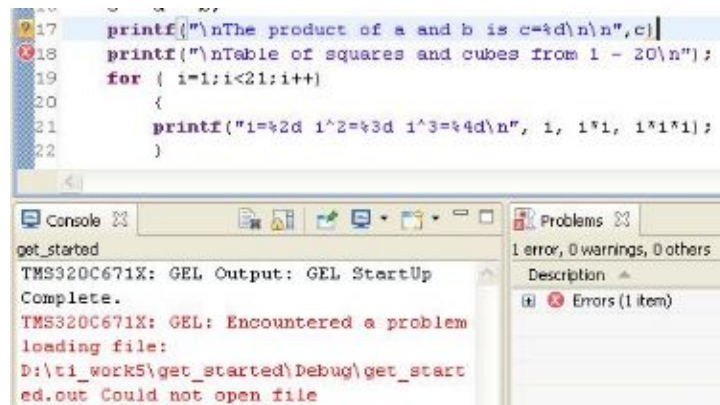 17 printf("\nThe product of a and b is c=%d\n\n",c)
18 printf("\nTable of squares and cubes from 1 - 20\n");
19 for ( i=1;i<21;i++)
20 {
21 printf("i=%2d i^2=%3d i^3=%4d\n", i, i*i, i*i*i);
22 }
Console
get_started
TMS320C671X: GEL Output: GEL StartUp
Complete.
TMS320C671X: GEL: Encountered a problem
loading file:
D:\ti_work5\get_started\Debug\get_start
ed.out Could not open file
Problems
1 error, 0 warnings, 0 others
Description
Errors (1 item)